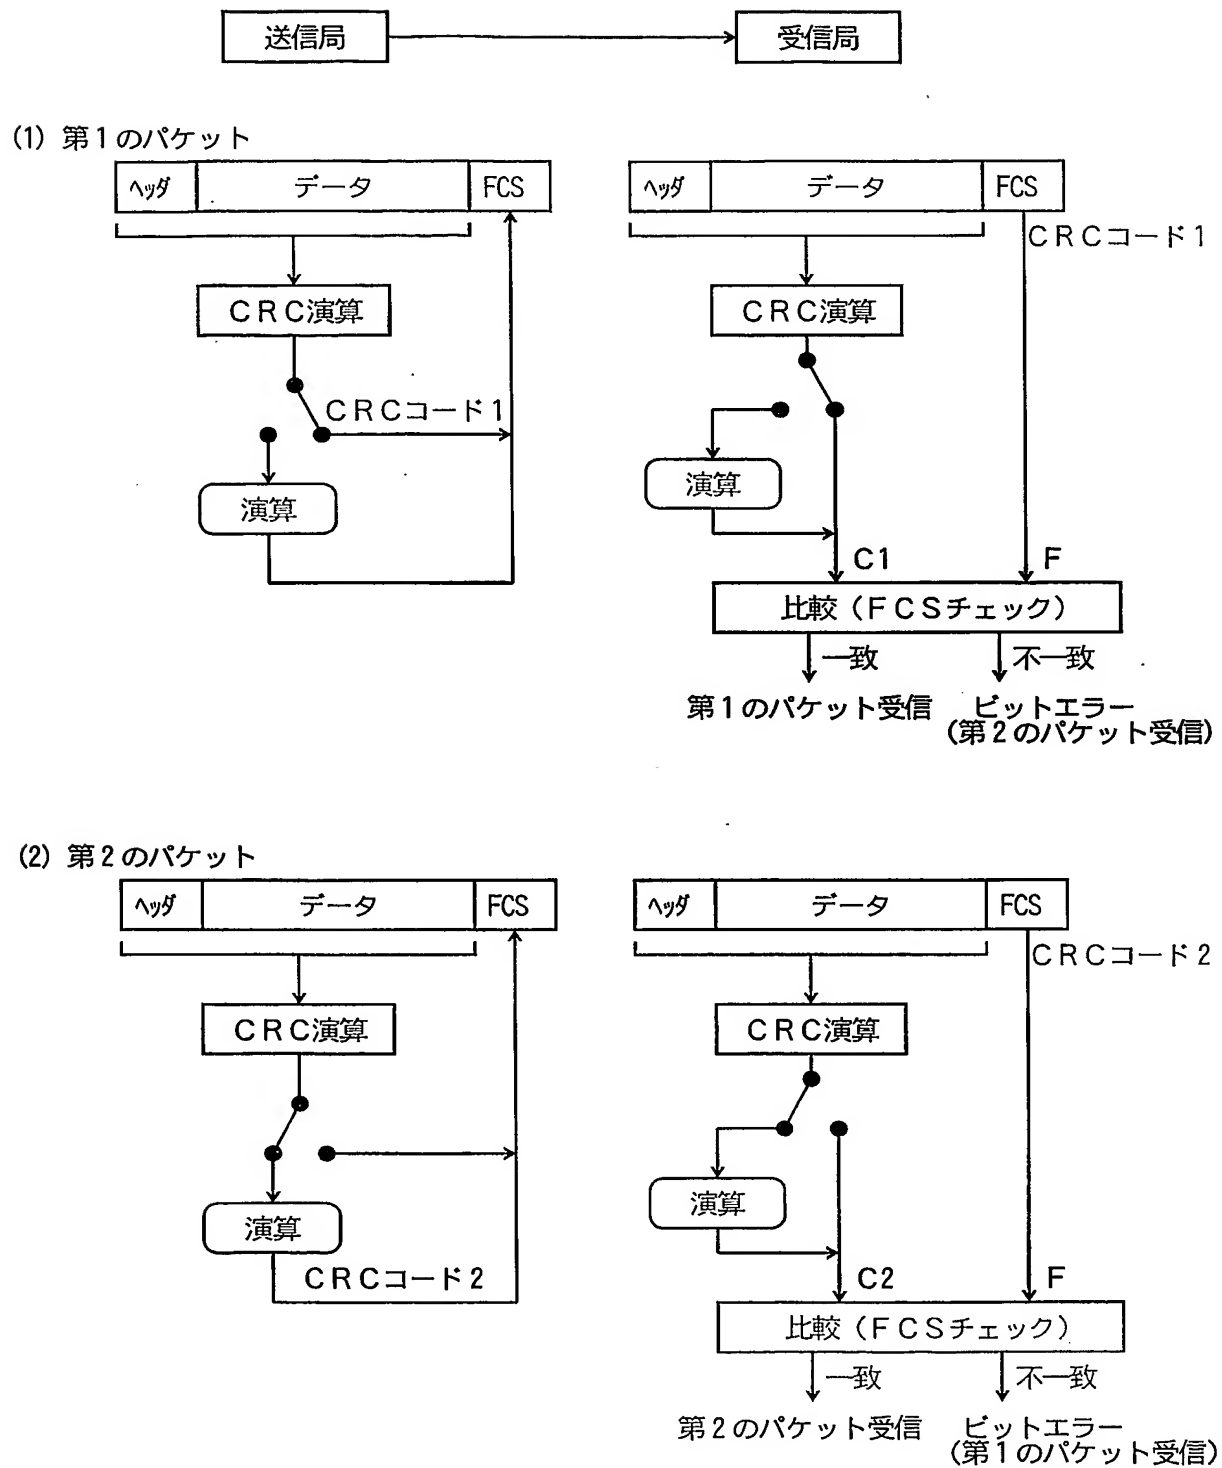 送信局
受信局
(1) 第1のパケット
ヘッダ
データ
FCS
ヘッダ
データ
FCS
CRCコード1
CRC演算
CRC演算
CRCコード1
演算
演算
C1
F
比較(FCSチェック)
一致
不一致
第1のパケット受信
ビットエラー
(第2のパケット受信)
(2) 第2のパケット
ヘッダ
データ
FCS
ヘッダ
データ
FCS
CRCコード2
CRC演算
CRC演算
演算
演算
CRCコード2
C2
F
比較(FCSチェック)
一致
不一致
第2のパケット受信
ビットエラー
(第1のパケット受信)